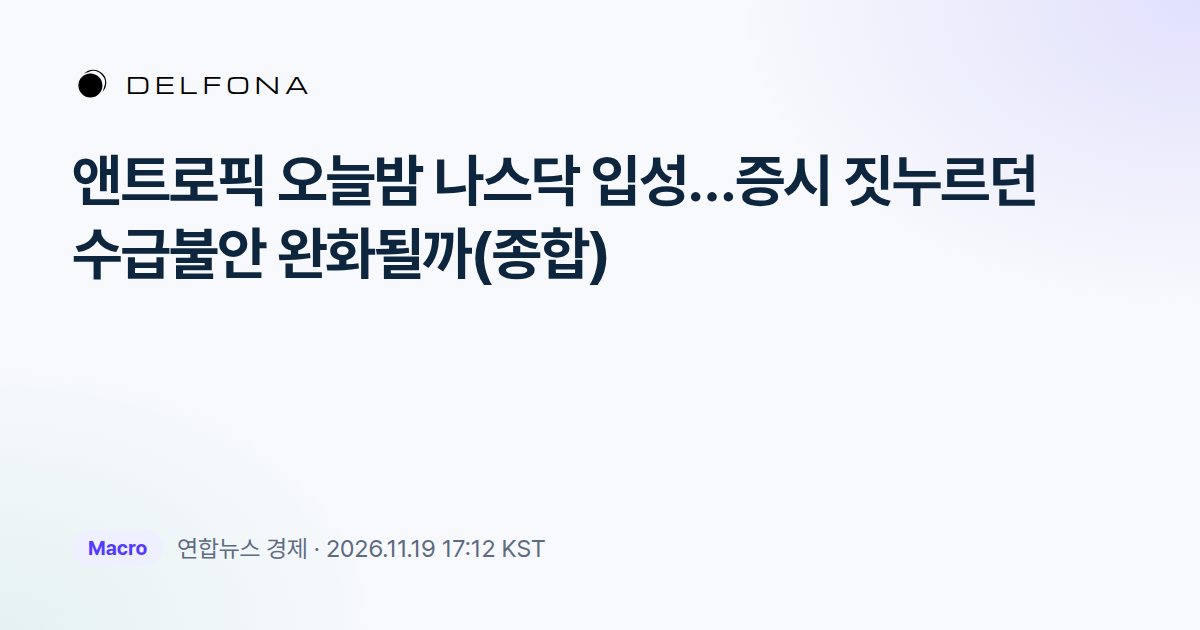 DELFONA
앤트로픽 오늘밤 나스닥 입성…증시 짓누르던
수급불안 완화될까(종합)
Macro 연합뉴스 경제 · 2026.11.19 17:12 KST